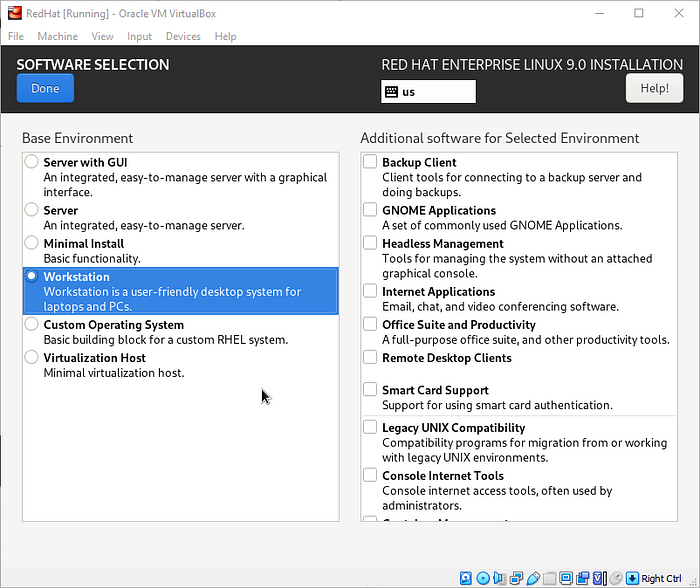 RedHat [Running] - Oracle VM VirtualBox
File Machine View Input Devices Help
SOFTWARE SELECTION
Done
RED HAT ENTERPRISE LINUX 9.0 INSTALLATION
us
Help!
Base Environment
Server with GUI
An integrated, easy-to-manage server with a graphical
interface.
Server
An integrated, easy-to-manage server.
Minimal Install
Basic functionality.
Workstation
Workstation is a user-friendly desktop system for
laptops and PCs.
Custom Operating System
Basic building block for a custom RHEL system.
Virtualization Host
Minimal virtualization host.
Additional software for Selected Environment
Backup Client
Client tools for connecting to a backup server and
doing backups.
GNOME Applications
A set of commonly used GNOME Applications.
Headless Management
Tools for managing the system without an attached
graphical console.
Internet Applications
Email, chat, and video conferencing software.
Office Suite and Productivity
A full-purpose office suite, and other productivity tools.
Remote Desktop Clients
Smart Card Support
Support for using smart card authentication.
Legacy UNIX Compatibility
Compatibility programs for migration from or working
with legacy UNIX environments.
Console Internet Tools
Console internet access tools, often used by
administrators.
Right Ctrl